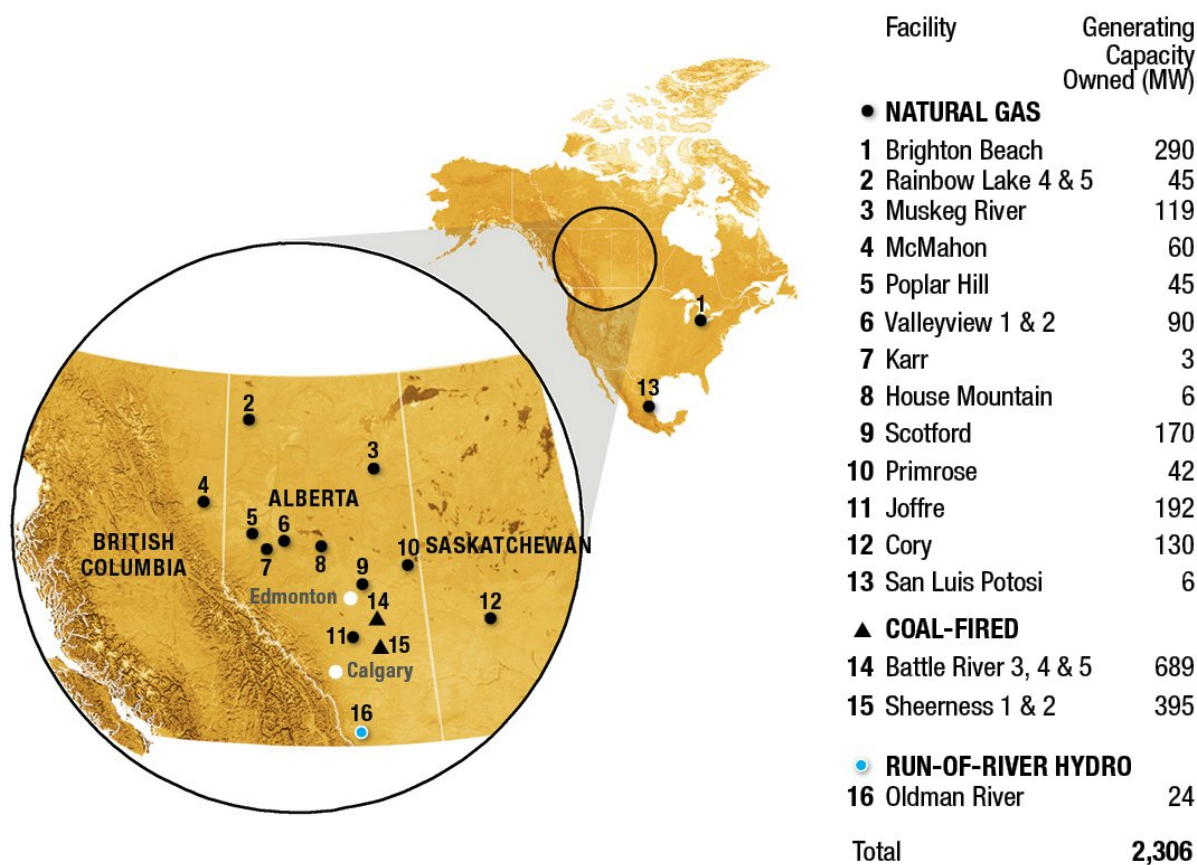 Facility Generating
Capacity
Owned (MW)
NATURAL GAS
1 Brighton Beach 290
2 Rainbow Lake 4 & 5 45
3 Muskeg River 119
4 McMahon 60
5 Poplar Hill 45
6 Valleyview 1 & 2 90
7 Karr 3
8 House Mountain 6
9 Scotford 170
10 Primrose 42
11 Joffre 192
12 Cory 130
13 San Luis Potosi 6
COAL-FIRED
14 Battle River 3, 4 & 5 689
15 Sheerness 1 & 2 395
RUN-OF-RIVER HYDRO
16 Oldman River 24
Total 2,306
1
13
2
3
4
ALBERTA
5
6
7
8
BRITISH
COLUMBIA
10
SASKATCHEWAN
9
Edmonton
14
12
11
15
Calgary
16